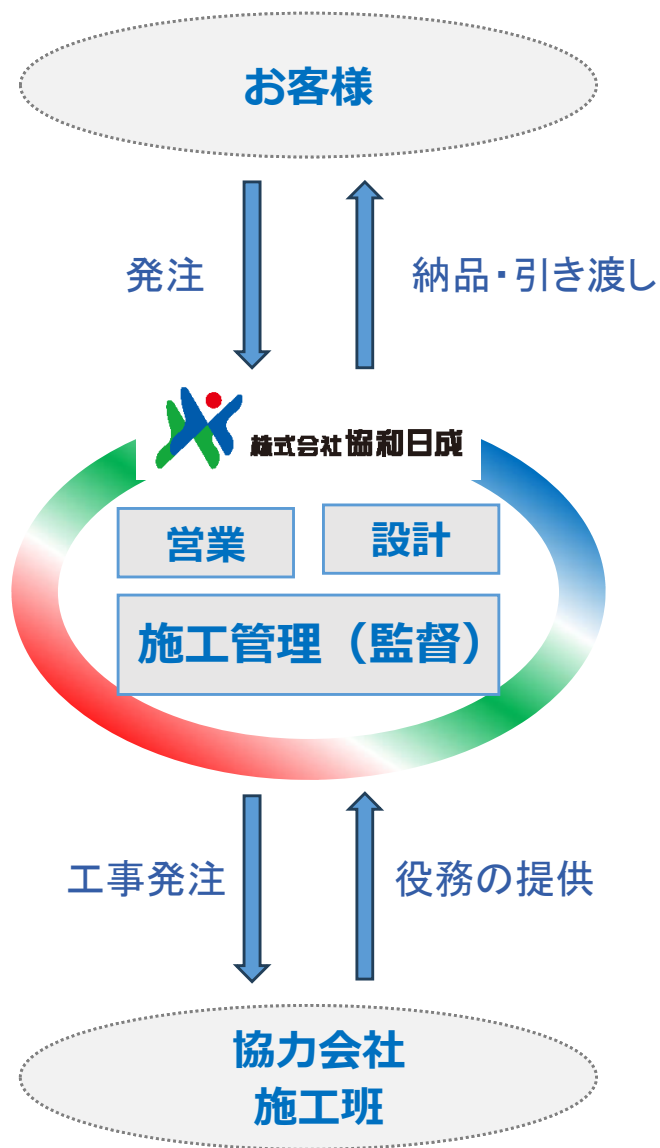 お客様
発注
納品・引き渡し
株式会社協和日成
営業
設計
施工管理（監督）
工事発注
役務の提供
協力会社
施工班